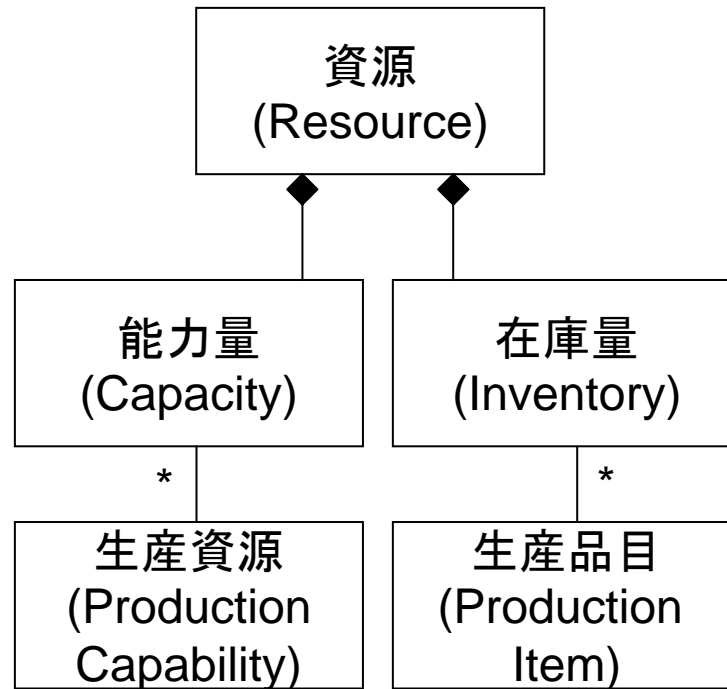 資源
(Resource)
能力量
(Capacity)
在庫量
(Inventory)
*
*
生産資源
(Production
Capability)
生産品目
(Production
Item)